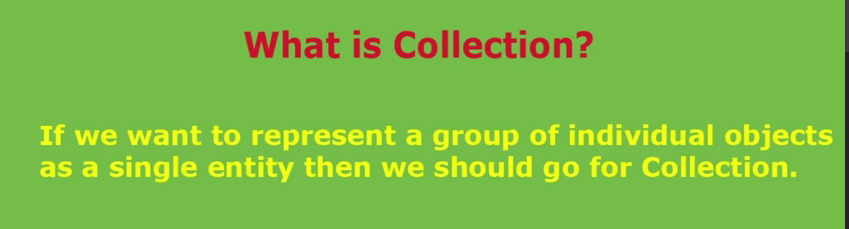 What is Collection?
If we want to represent a group of individual objects
as a single entity then we should go for Collection.